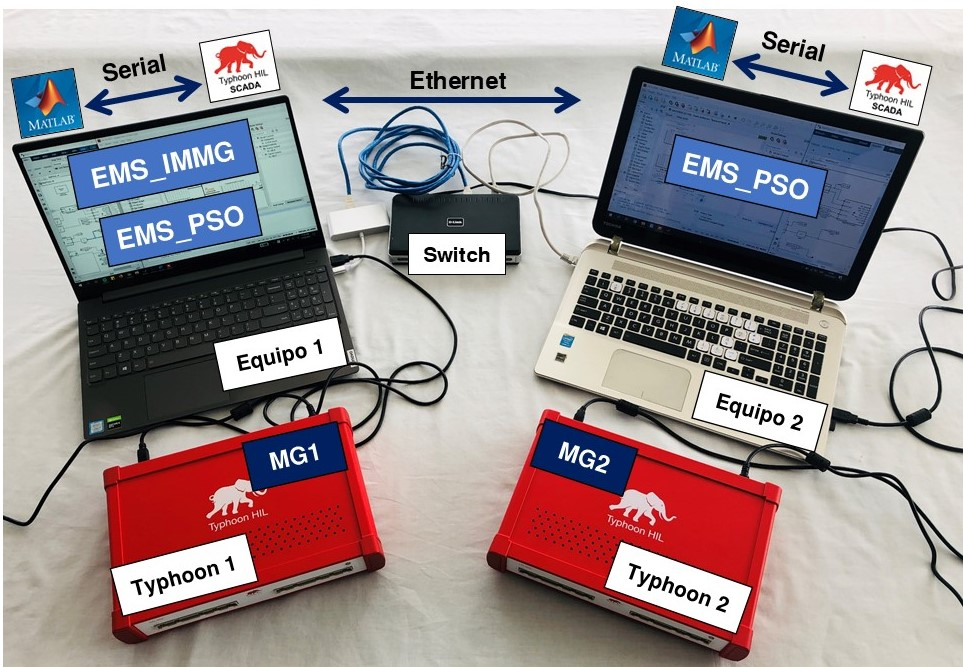 MATLAB
Serial
Typhoon HIL
SCADA
Ethernet
MATLAB
Serial
Typhoon HIL
SCADA
EMS_IMMG
EMS_PSO
EMS_PSO
D-Link
Switch
Equipo 1
Equipo 2
MG1
MG2
Typhoon HIL
Typhoon HIL
Typhoon 1
Typhoon 2